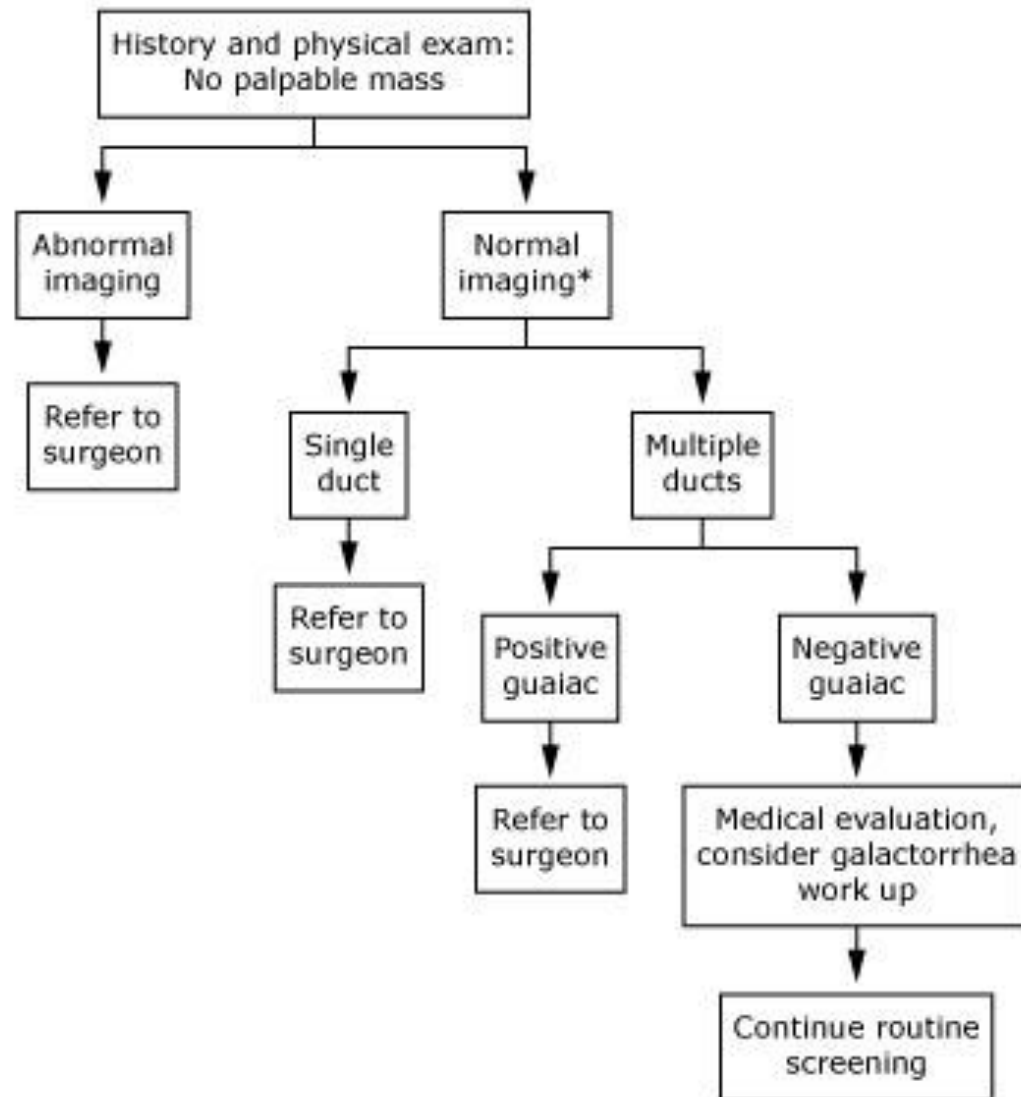 History and physical exam:
No palpable mass
Abnormal
imaging
Normal
imaging*
Refer to
surgeon
Single
duct
Multiple
ducts
Refer to
surgeon
Positive
guaiac
Negative
guaiac
Refer to
surgeon
Medical evaluation,
consider galactorrhea
work up
Continue routine
screening